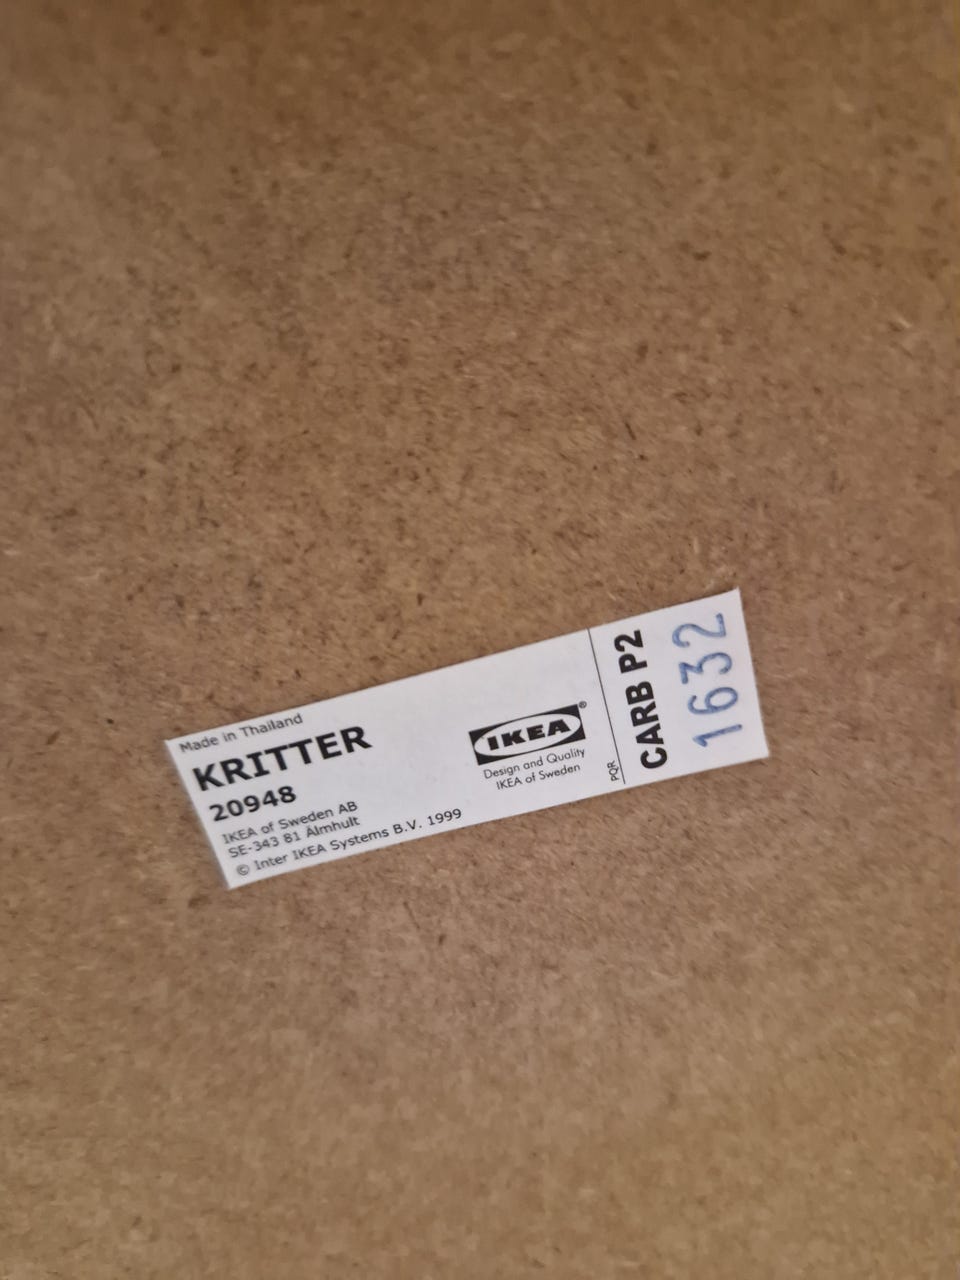 Made in Thailand
KRITTER
20948
IKEA of Sweden AB
SE-343 81 Älmhult
© Inter IKEA Systems B.V. 1999
IKEA®
Design and Quality
IKEA of Sweden
PQR
CARB P2
1632